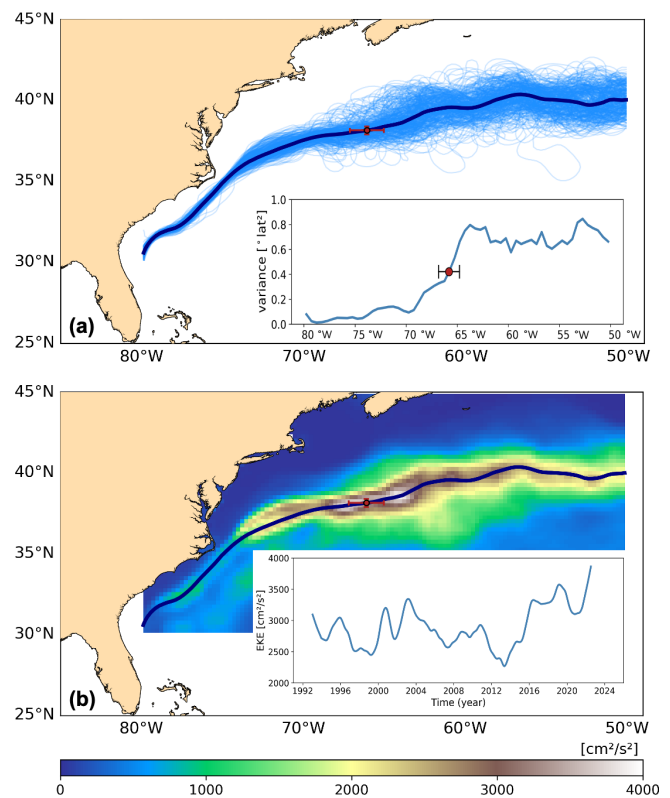 45°N
40°N
35°N
30°N
25°N
(a)
variance [°lat²]
1.0
0.8
0.6
0.4
0.2
0.0
80 °W 75 °W 70 °W 65 °W 60 °W 55 °W 50 °W
80°W 70°W 60°W 50°W
45°N
40°N
35°N
30°N
25°N
(b)
EKE [cm²/s²]
4000
3500
3000
2500
2000
1992 1996 2000 2004 2008 2012 2016 2020 2024
Time (year)
80°W 70°W 60°W 50°W
[cm²/s²]
0 1000 2000 3000 4000